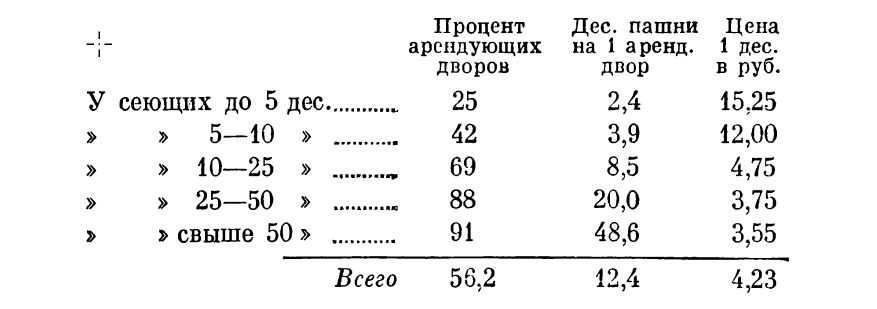 Процент Дес. пашни Цена
арендующих на 1 аренд. 1 дес.
дворов двор в руб.
У сеющих до 5 дес............ 25 2,4 15,25
» » 5—10 » ........... 42 3,9 12,00
» » 10—25 » ........... 69 8,5 4,75
» » 25—50 » ........... 88 20,0 3,75
» » свыше 50 » ........... 91 48,6 3,55
Всего 56,2 12,4 4,23